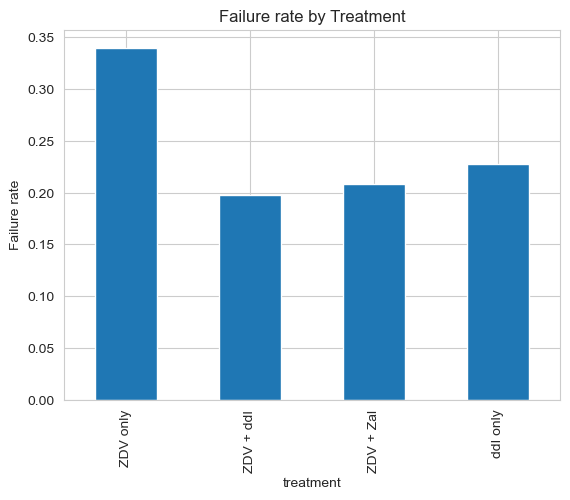 Failure rate by Treatment
Failure rate
0.35
0.30
0.25
0.20
0.15
0.10
0.05
0.00
ZDV only
ZDV + ddI
ZDV + Zal
ddI only
treatment